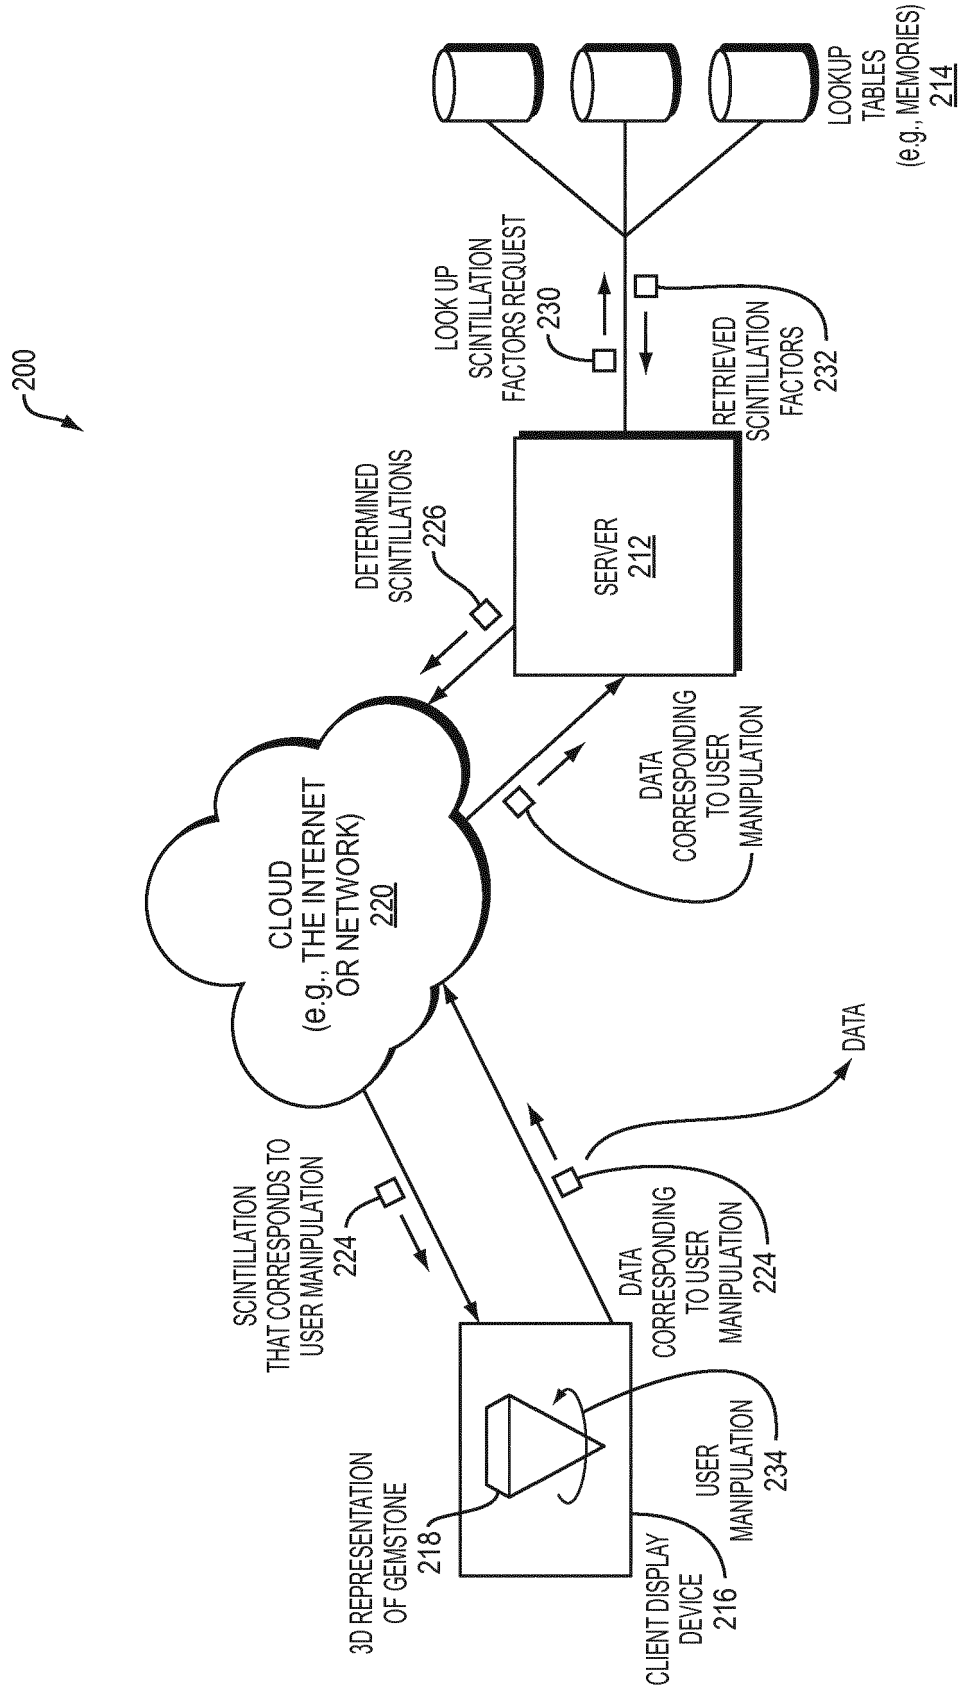 200
3D REPRESENTATION
OF GEMSTONE
218
CLIENT DISPLAY
DEVICE
216
USER
MANIPULATION
234
SCINTILLATION
THAT CORRESPONDS TO
USER MANIPULATION
224
DATA
CORRESPONDING
TO USER
MANIPULATION
224
DATA
CLOUD
(e.g., THE INTERNET
OR NETWORK)
220
DETERMINED
SCINTILLATIONS
226
DATA
CORRESPONDING
TO USER
MANIPULATION
SERVER
212
LOOK UP
SCINTILLATION
FACTORS REQUEST
230
RETRIEVED
SCINTILLATION
FACTORS
232
LOOKUP
TABLES
(e.g., MEMORIES)
214